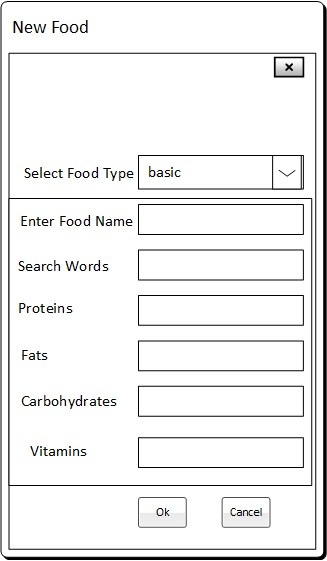 New Food
Select Food Type basic
Enter Food Name
Search Words
Proteins
Fats
Carbohydrates
Vitamins
Ok Cancel